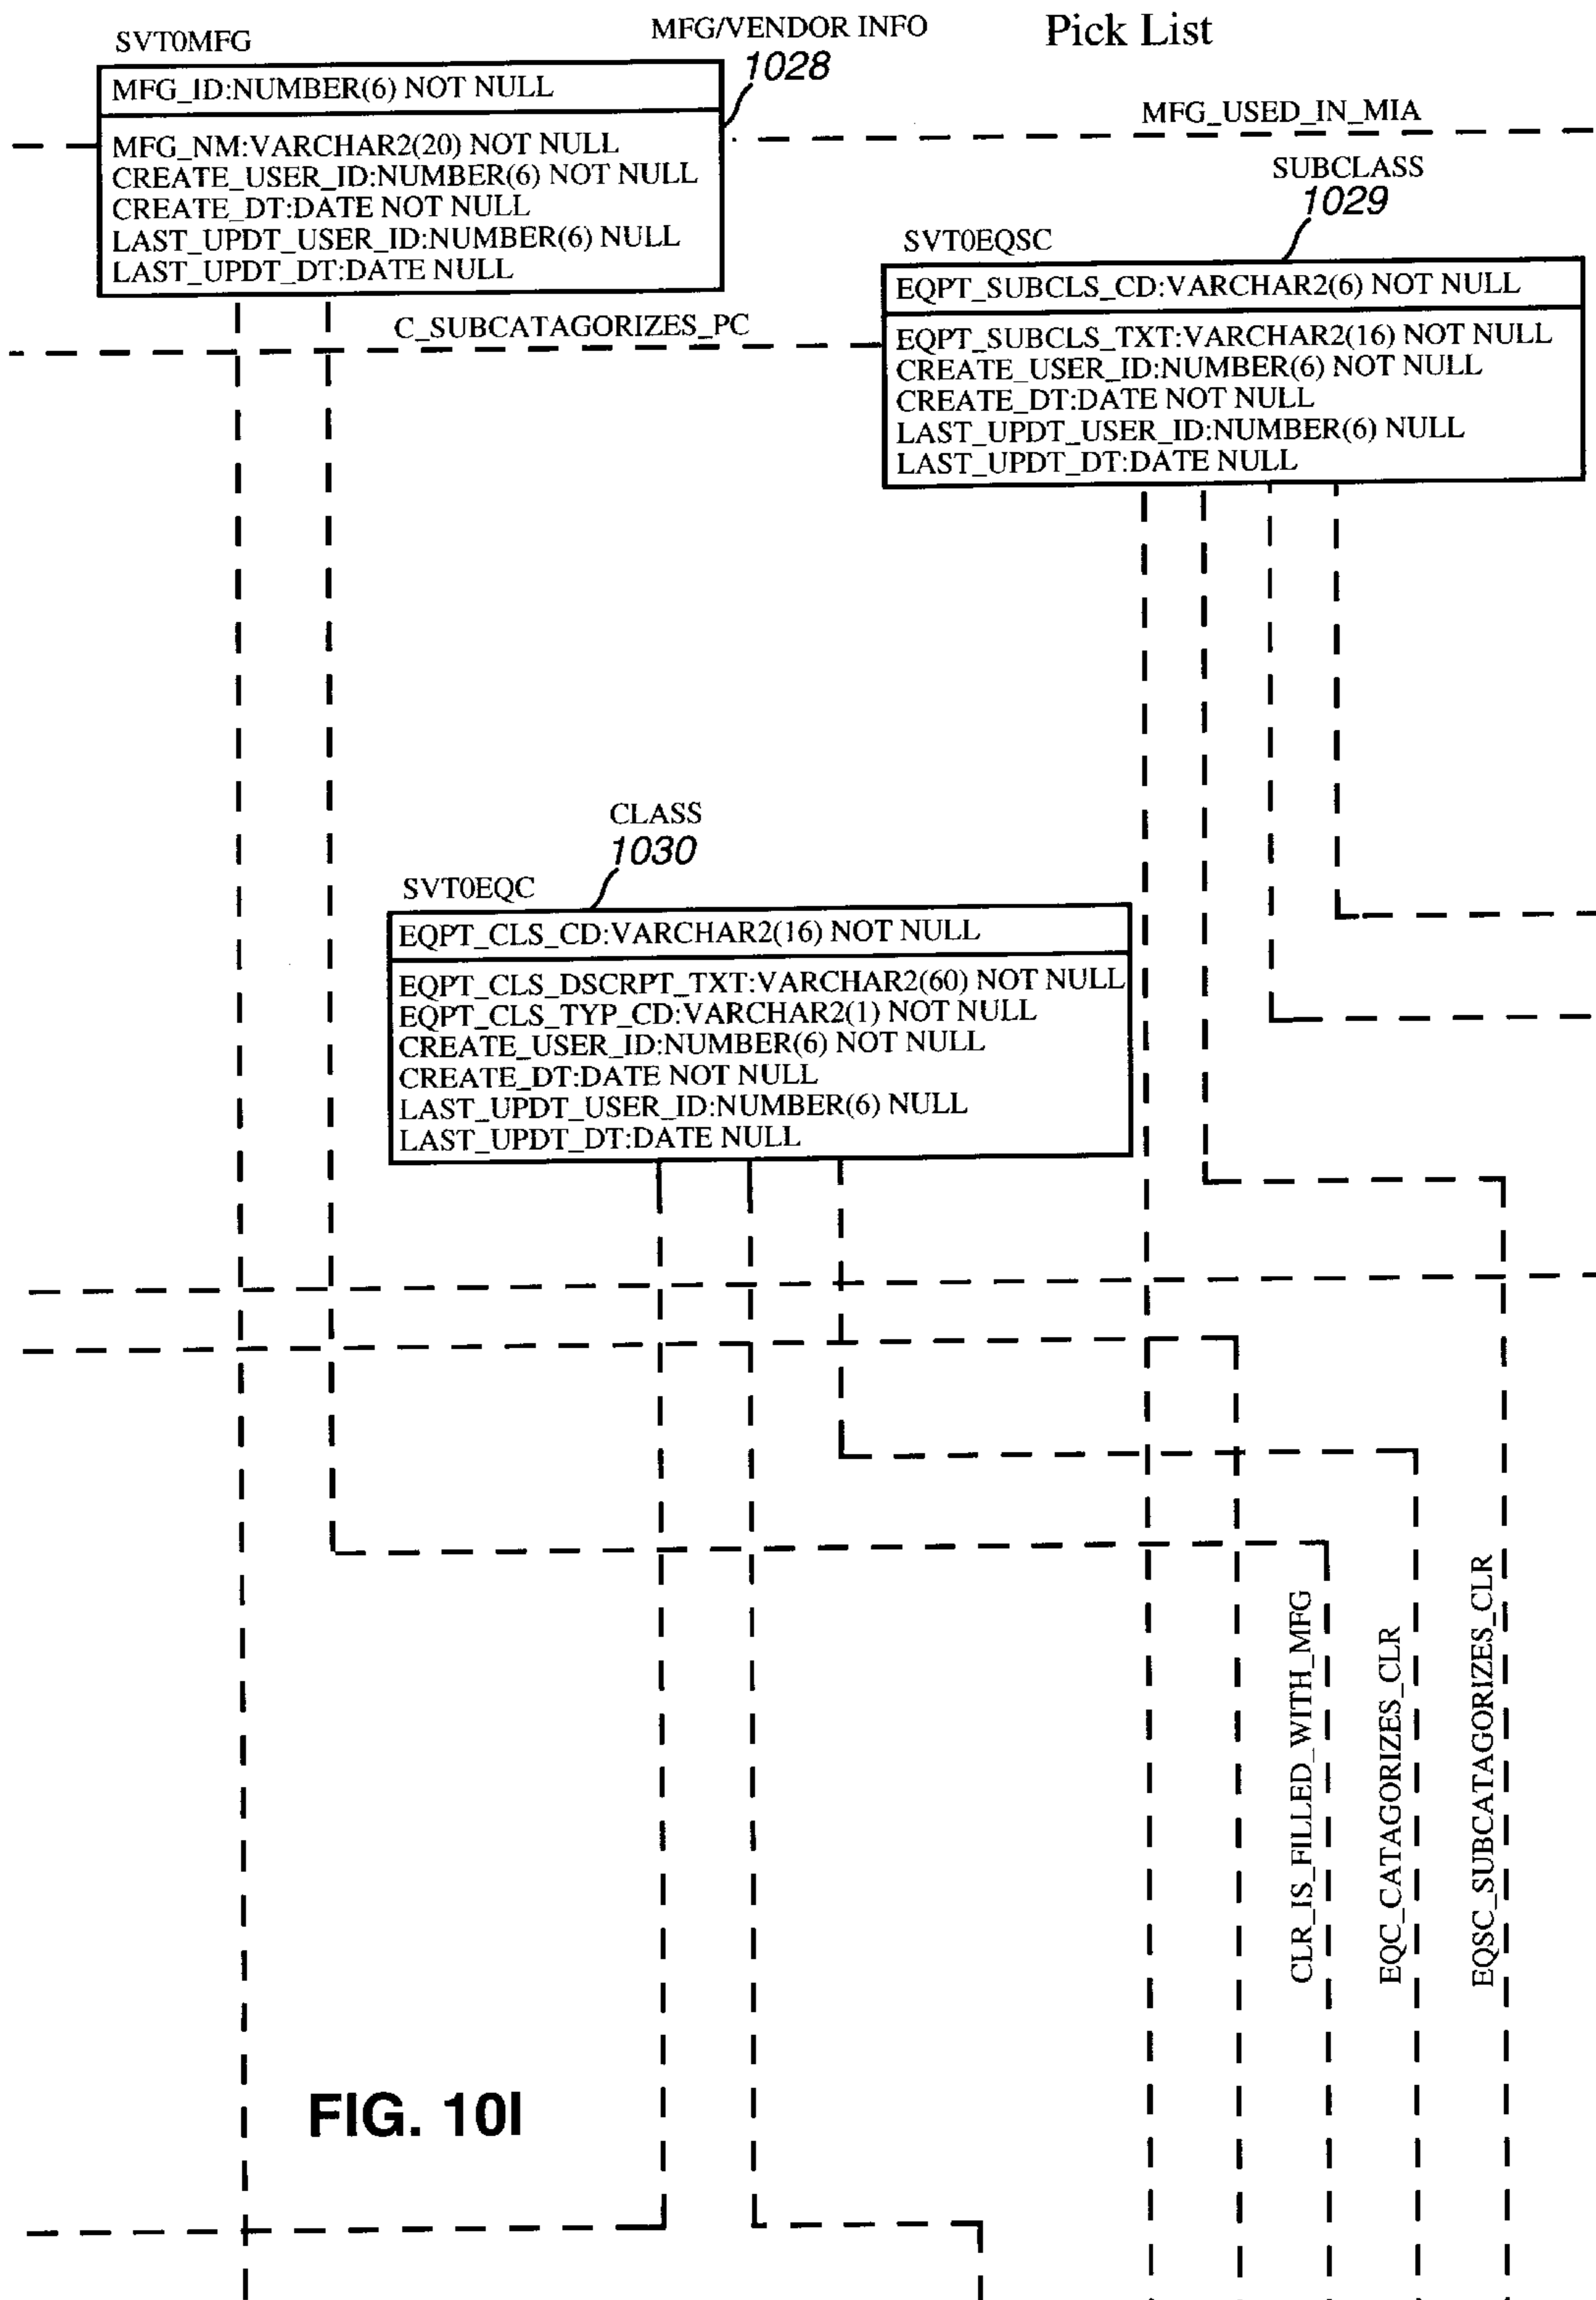 Pick List
MFG/VENDOR INFO
1028
SVT0MFG
MFG_ID:NUMBER(6) NOT NULL
MFG_NM:VARCHAR2(20) NOT NULL
CREATE_USER_ID:NUMBER(6) NOT NULL
CREATE_DT:DATE NOT NULL
LAST_UPDT_USER_ID:NUMBER(6) NULL
LAST_UPDT_DT:DATE NULL
MFG_USED_IN_MIA
SUBCLASS
1029
SVT0EQSC
EQPT_SUBCLS_CD:VARCHAR2(6) NOT NULL
EQPT_SUBCLS_TXT:VARCHAR2(16) NOT NULL
CREATE_USER_ID:NUMBER(6) NOT NULL
CREATE_DT:DATE NOT NULL
LAST_UPDT_USER_ID:NUMBER(6) NULL
LAST_UPDT_DT:DATE NULL
C_SUBCATAGORIZES_PC
CLASS
1030
SVT0EQC
EQPT_CLS_CD:VARCHAR2(16) NOT NULL
EQPT_CLS_DSCRPT_TXT:VARCHAR2(60) NOT NULL
EQPT_CLS_TYP_CD:VARCHAR2(1) NOT NULL
CREATE_USER_ID:NUMBER(6) NOT NULL
CREATE_DT:DATE NOT NULL
LAST_UPDT_USER_ID:NUMBER(6) NULL
LAST_UPDT_DT:DATE NULL
CLR_IS_FILLED_WITH_MFG
EQC_CATAGORIZES_CLR
EQSC_SUBCATAGORIZES_CLR
FIG. 10I